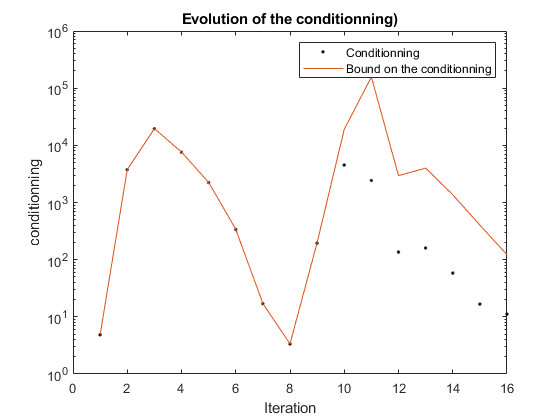 Evolution of the conditionning)
Conditionning
Bound on the conditionning
10^6
10^5
10^4
10^3
10^2
10^1
10^0
conditionning
0 2 4 6 8 10 12 14 16
Iteration